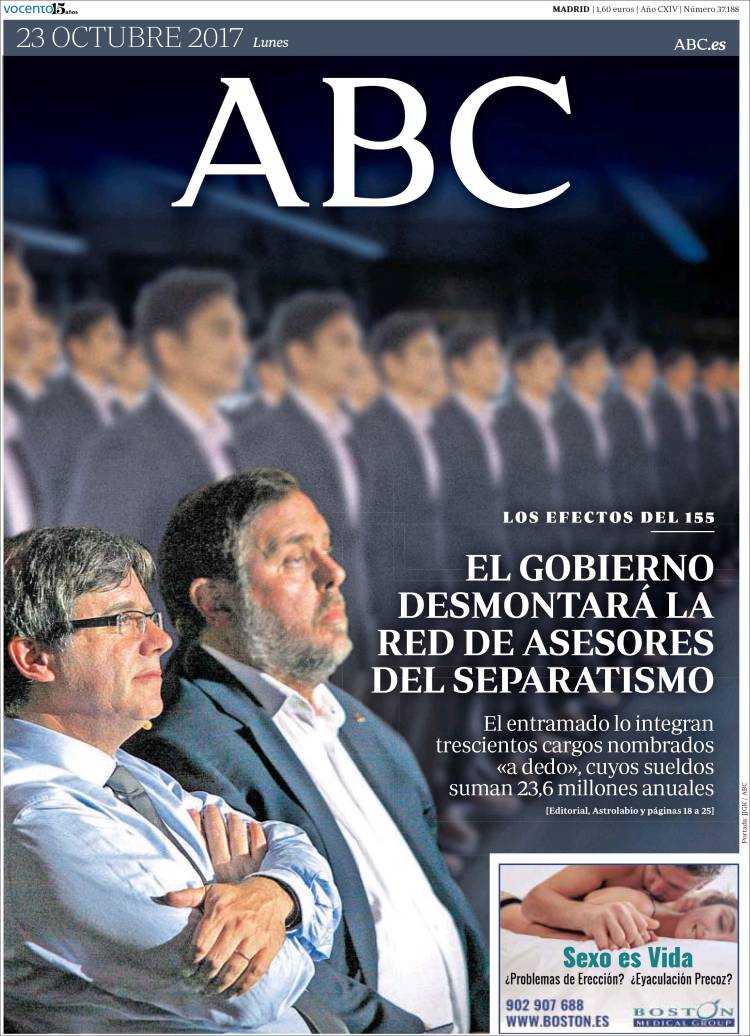 vocento 15 años
MADRID | 1,60 euros | Año CXIV | Número 37.188
23 OCTUBRE 2017 Lunes
ABC.es
ABC
LOS EFECTOS DEL 155
EL GOBIERNO
DESMONTARÁ LA
RED DE ASESORES
DEL SEPARATISMO
El entramado lo integran
trescientos cargos nombrados
«a dedo», cuyos sueldos
suman 23,6 millones anuales
[Editorial, Astrolabio y páginas 18 a 25]
Portada: JJGK / ABC
Sexo es Vida
¿Problemas de Erección? ¿Eyaculación Precoz?
902 907 688
WWW.BOSTON.ES
BOSTON
MEDICAL GROUP